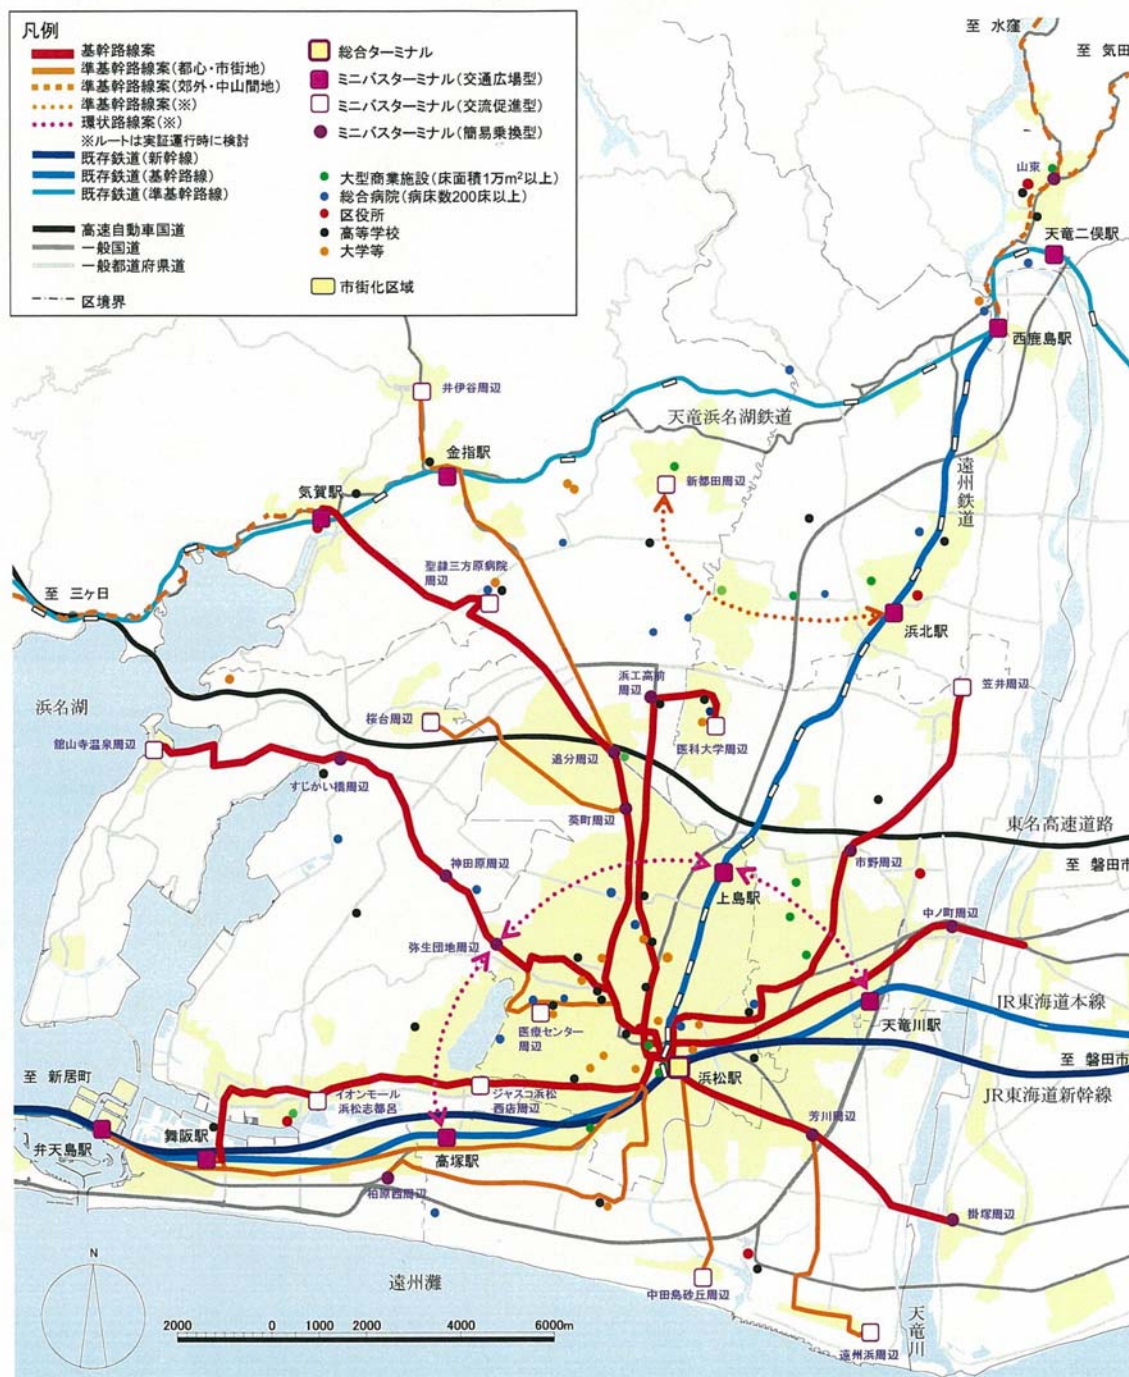 凡例
基幹路線案
準基幹路線案(都心・市街地)
準基幹路線案(郊外・中山間地)
準基幹路線案(※)
環状路線案(※)
※ルートは実証運行時に検討
既存鉄道(新幹線)
既存鉄道(基幹路線)
既存鉄道(準基幹路線)
高速自動車国道
一般国道
一般都道府県道
区境界
総合ターミナル
ミニバスターミナル(交通広場型)
ミニバスターミナル(交流促進型)
ミニバスターミナル(簡易乗換型)
大型商業施設(床面積1万m²以上)
総合病院(病床数200床以上)
区役所
高等学校
大学等
市街化区域
至 水窪
至 気田
山東
天竜二俣駅
西鹿島駅
井伊谷周辺
天竜浜名湖鉄道
金指駅
遠州鉄道
新都田周辺
気賀駅
聖隷三方原病院
周辺
至 三ヶ日
浜北駅
浜工高前
周辺
笠井周辺
浜名湖
桜台周辺
舘山寺温泉周辺
追分周辺
医科大学周辺
すじかい橋周辺
葵町周辺
東名高速道路
市野周辺
至 磐田市
神田原周辺
上島駅
中ノ町周辺
弥生団地周辺
JR東海道本線
天竜川駅
医療センター
周辺
至 磐田市
浜松駅
至 新居町
JR東海道新幹線
イオンモール
浜松志都呂
ジャスコ浜松
西店周辺
芳川周辺
舞阪駅
弁天島駅
高塚駅
柏原西周辺
掛塚周辺
N
遠州灘
中田島砂丘周辺
天竜川
遠州浜周辺
2000 0 1000 2000 4000 6000m